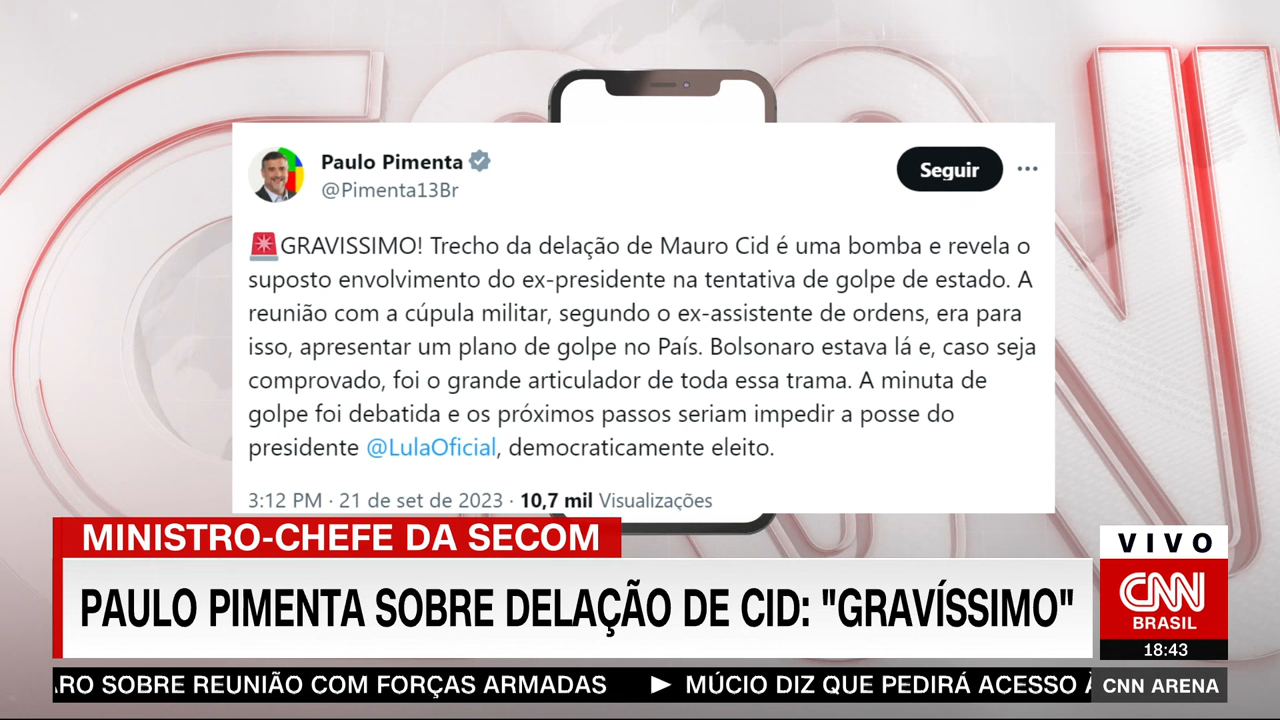 Paulo Pimenta
@Pimenta13Br
Seguir
🚨GRAVISSIMO! Trecho da delação de Mauro Cid é uma bomba e revela o
suposto envolvimento do ex-presidente na tentativa de golpe de estado. A
reunião com a cúpula militar, segundo o ex-assistente de ordens, era para
isso, apresentar um plano de golpe no País. Bolsonaro estava lá e, caso seja
comprovado, foi o grande articulador de toda essa trama. A minuta de
golpe foi debatida e os próximos passos seriam impedir a posse do
presidente @LulaOficial, democraticamente eleito.
3:12 PM · 21 de set de 2023 · 10,7 mil Visualizações
MINISTRO-CHEFE DA SECOM
PAULO PIMENTA SOBRE DELAÇÃO DE CID: "GRAVÍSSIMO"
VIVO
CNN
BRASIL
18:43
ARO SOBRE REUNIÃO COM FORÇAS ARMADAS ▶ MÚCIO DIZ QUE PEDIRÁ ACESSO
CNN ARENA